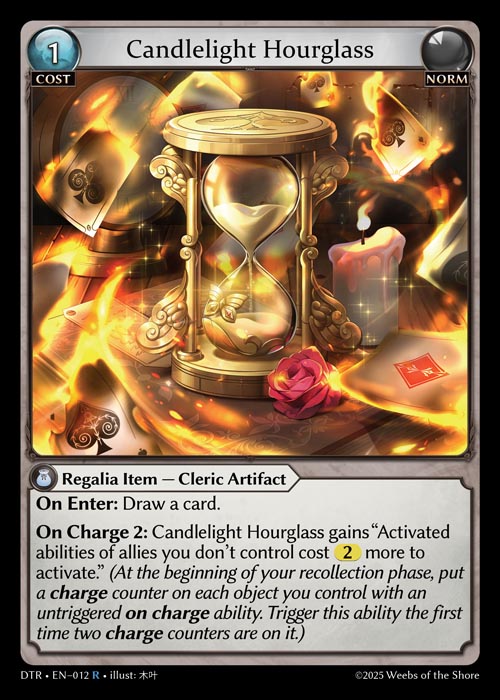 1
Candlelight Hourglass
COST
NORM
Regalia Item — Cleric Artifact
On Enter: Draw a card.
On Charge 2: Candlelight Hourglass gains “Activated
abilities of allies you don’t control cost 2 more to
activate.” (At the beginning of your recollection phase, put
a charge counter on each object you control with an
untriggered on charge ability. Trigger this ability the first
time two charge counters are on it.)
DTR • EN–012 R • illust: 木叶
©2025 Weebs of the Shore